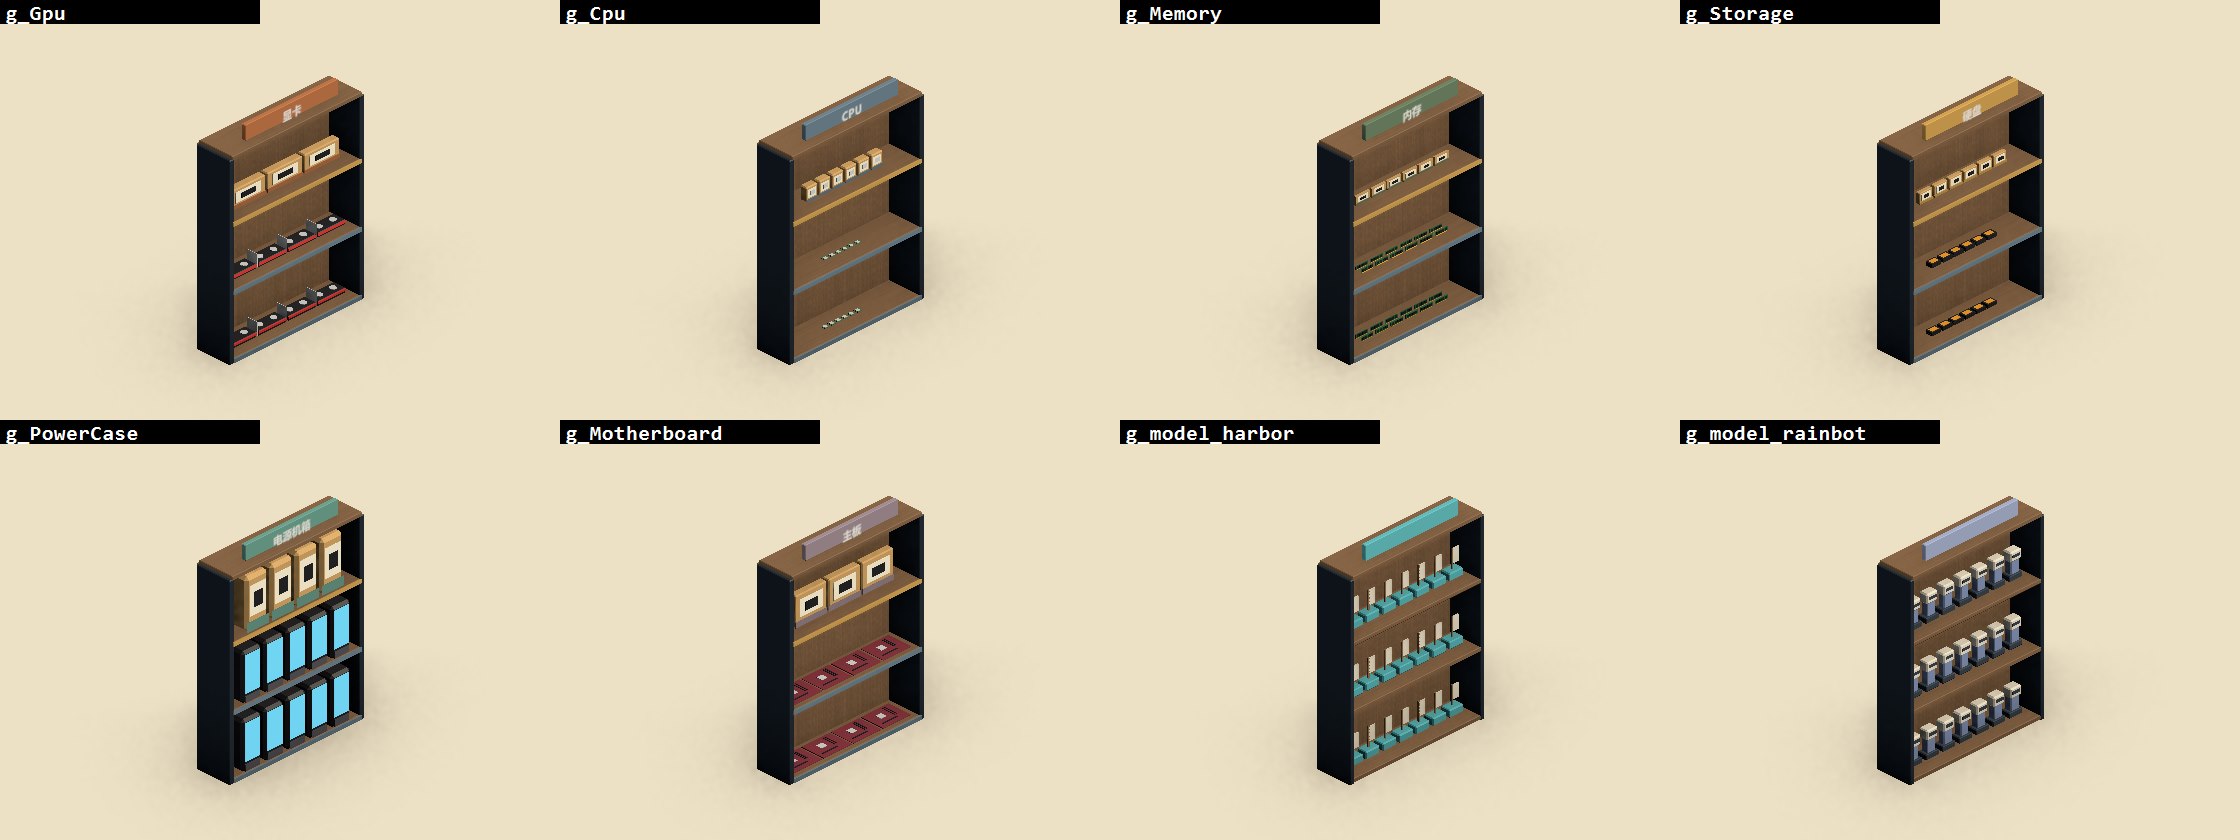 g_Gpu
g_Cpu
g_Memory
g_Storage
显卡
CPU
内存
硬盘
g_PowerCase
g_Motherboard
g_model_harbor
g_model_rainbot
电源机箱
主板